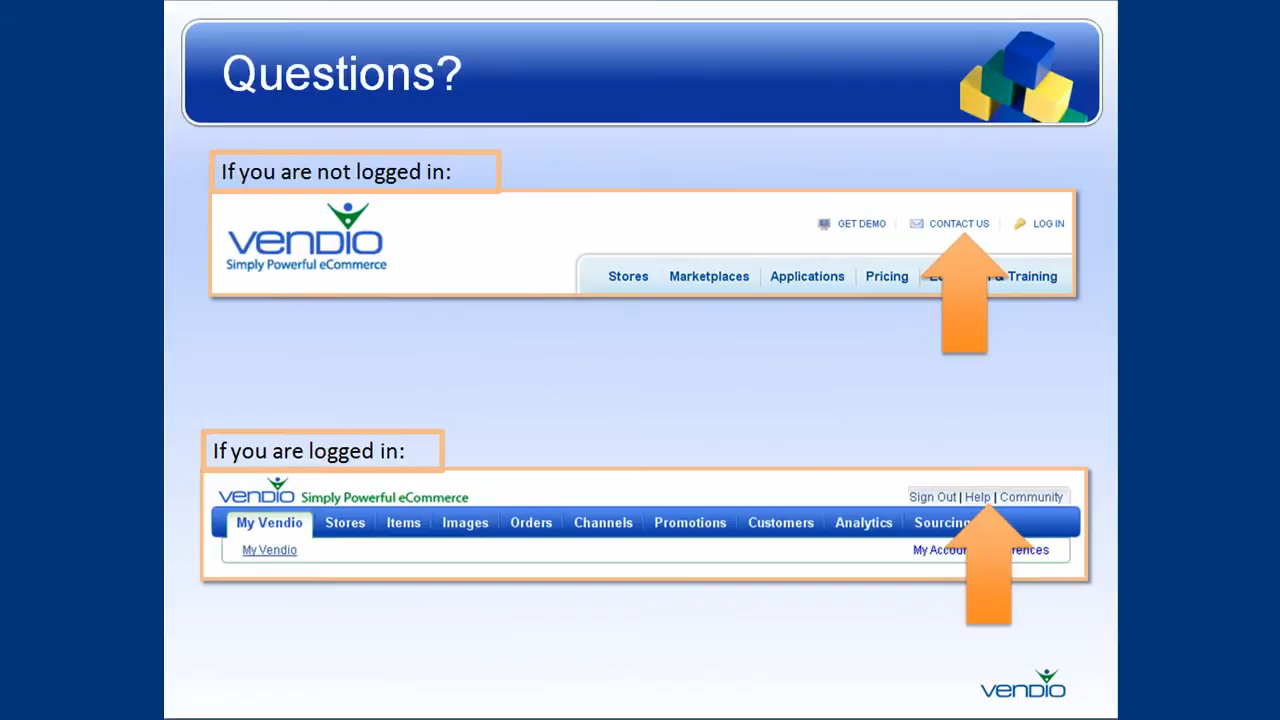 Questions?
If you are not logged in:
VENDIO
Simply Powerful eCommerce
GET DEMO CONTACT US LOG IN
Stores Marketplaces Applications Pricing & Training
If you are logged in:
VENDIO Simply Powerful eCommerce
Sign Out | Help | Community
My Vendio Stores Items Images Orders Channels Promotions Customers Analytics Sourcing
My Vendio My
VENDIO